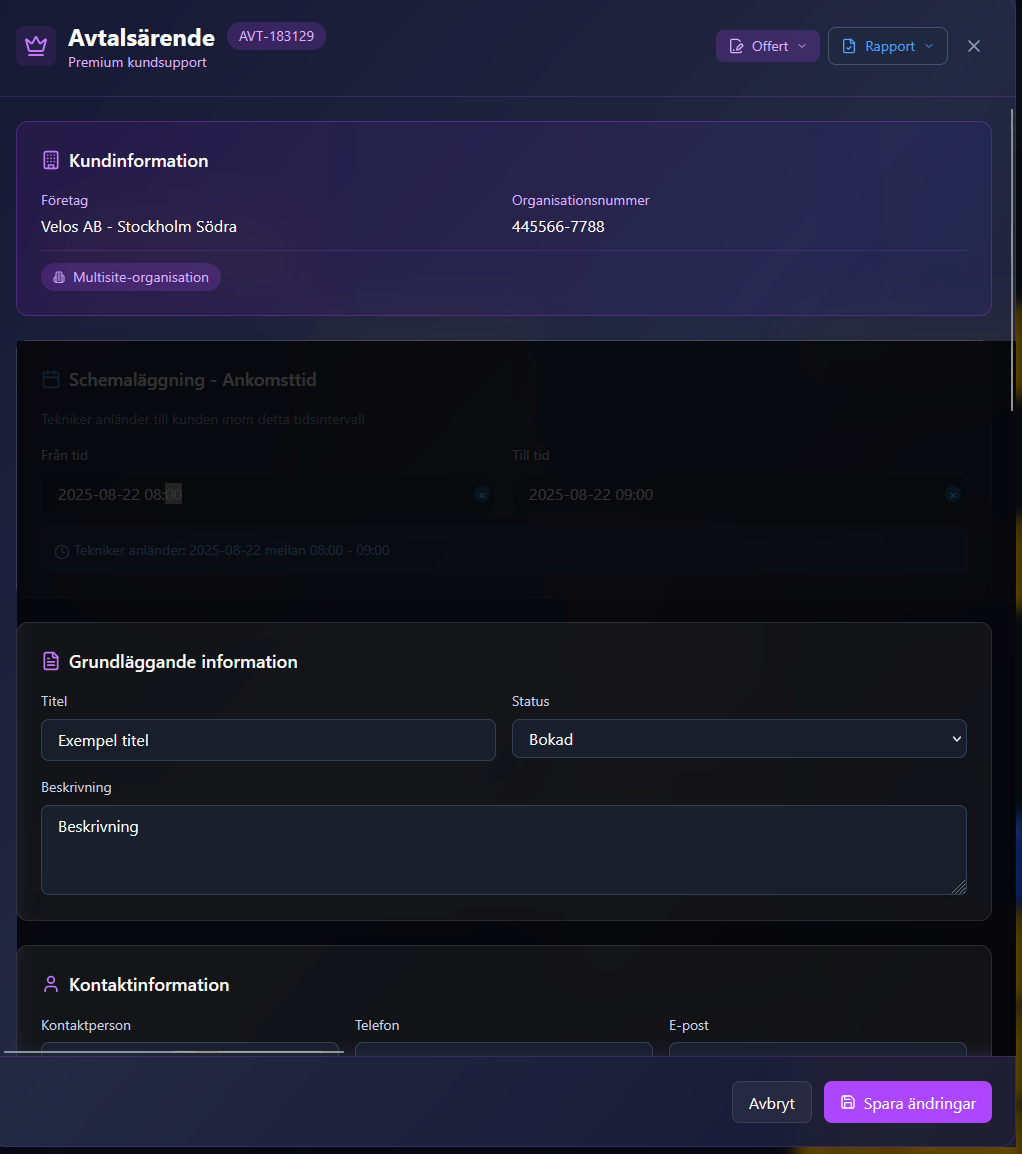 Avtalsärende AVT-183129
Premium kundsupport
Offert
Rapport
Kundinformation
Företag
Velos AB - Stockholm Södra
Organisationsnummer
445566-7788
Multisite-organisation
Schemaläggning - Ankomsttid
Tekniker anländer till kunden inom detta tidsintervall
Från tid
2025-08-22 08:00
Till tid
2025-08-22 09:00
Tekniker anländer: 2025-08-22 mellan 08:00 - 09:00
Grundläggande information
Titel
Exempel titel
Status
Bokad
Beskrivning
Beskrivning
Kontaktinformation
Kontaktperson
Telefon
E-post
Avbryt
Spara ändringar